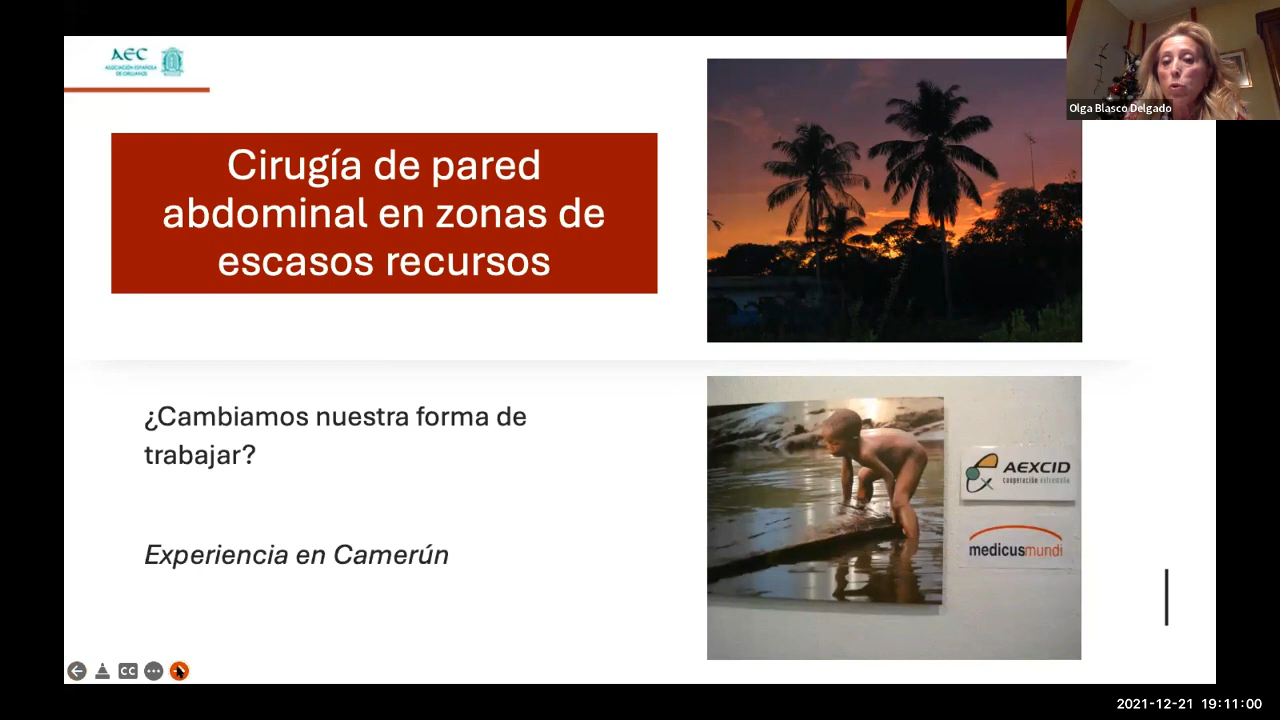 AEC
ASOCIACIÓN ESPAÑOLA
DE CIRUJANOS
Olga Blasco Delgado
Cirugía de pared
abdominal en zonas de
escasos recursos
¿Cambiamos nuestra forma de
trabajar?
Experiencia en Camerún
AEXCID
cooperación extremeña
medicusmundi
CC
2021-12-21 19:11:00